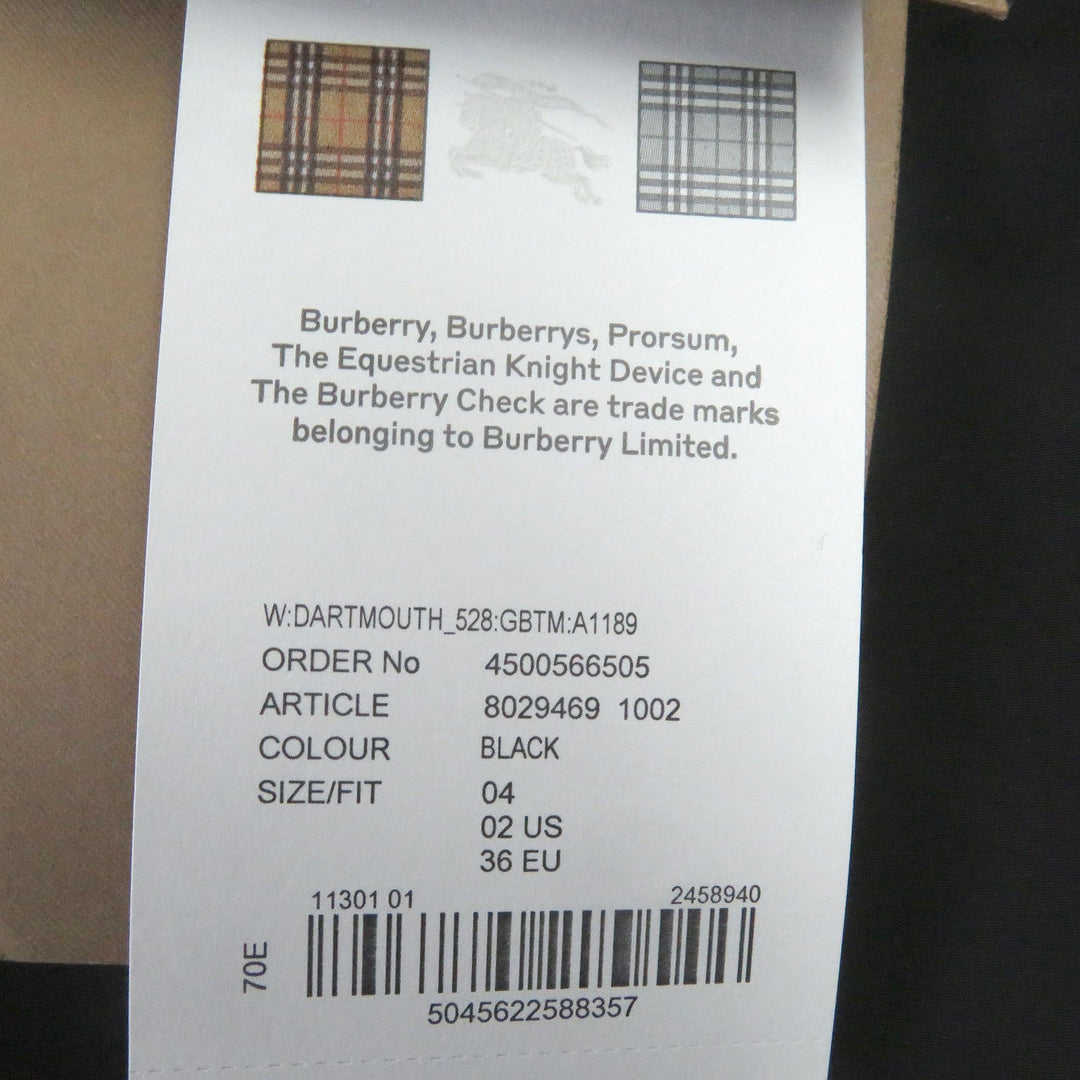 Burberry, Burberrys, Prorsum,
The Equestrian Knight Device and
The Burberry Check are trade marks
belonging to Burberry Limited.
W:DARTMOUTH_528:GBTM:A1189
ORDER No 4500566505
ARTICLE 8029469 1002
COLOUR BLACK
SIZE/FIT 04
02 US
36 EU
11301 01 2458940
70E
5045622588357